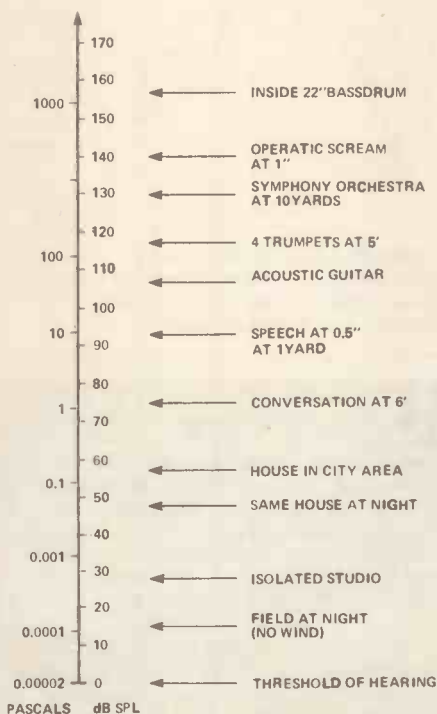 170
160
INSIDE 22"BASSDRUM
1000
150
140
OPERATIC SCREAM
AT 1"
130
SYMPHONY ORCHESTRA
AT 10YARDS
120
4 TRUMPETS AT 5'
100
110
ACOUSTIC GUITAR
100
10
SPEECH AT 0.5"
90
AT 1YARD
80
1
CONVERSATION AT 6'
70
60
HOUSE IN CITY AREA
0.1
50
SAME HOUSE AT NIGHT
40
0.001
30
ISOLATED STUDIO
20
FIELD AT NIGHT
0.0001
(NO WIND)
10
0.00002
0
THRESHOLD OF HEARING
PASCALS dB SPL